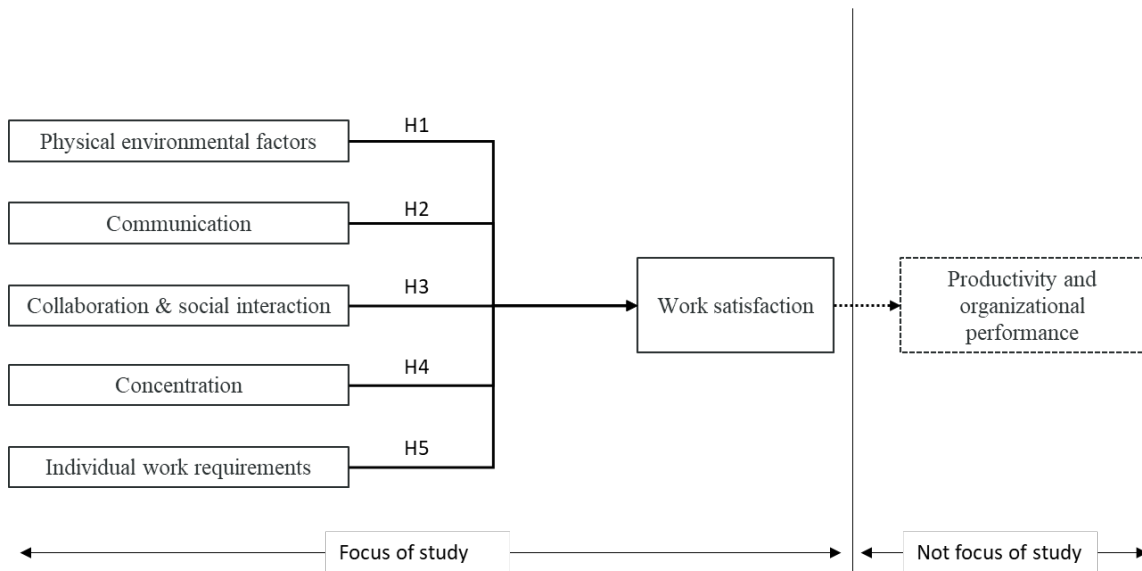 H1
Physical environmental factors
H2
Communication
H3
Collaboration & social interaction
H4
Concentration
H5
Individual work requirements
Work satisfaction
Productivity and
organizational
performance
Focus of study
Not focus of study